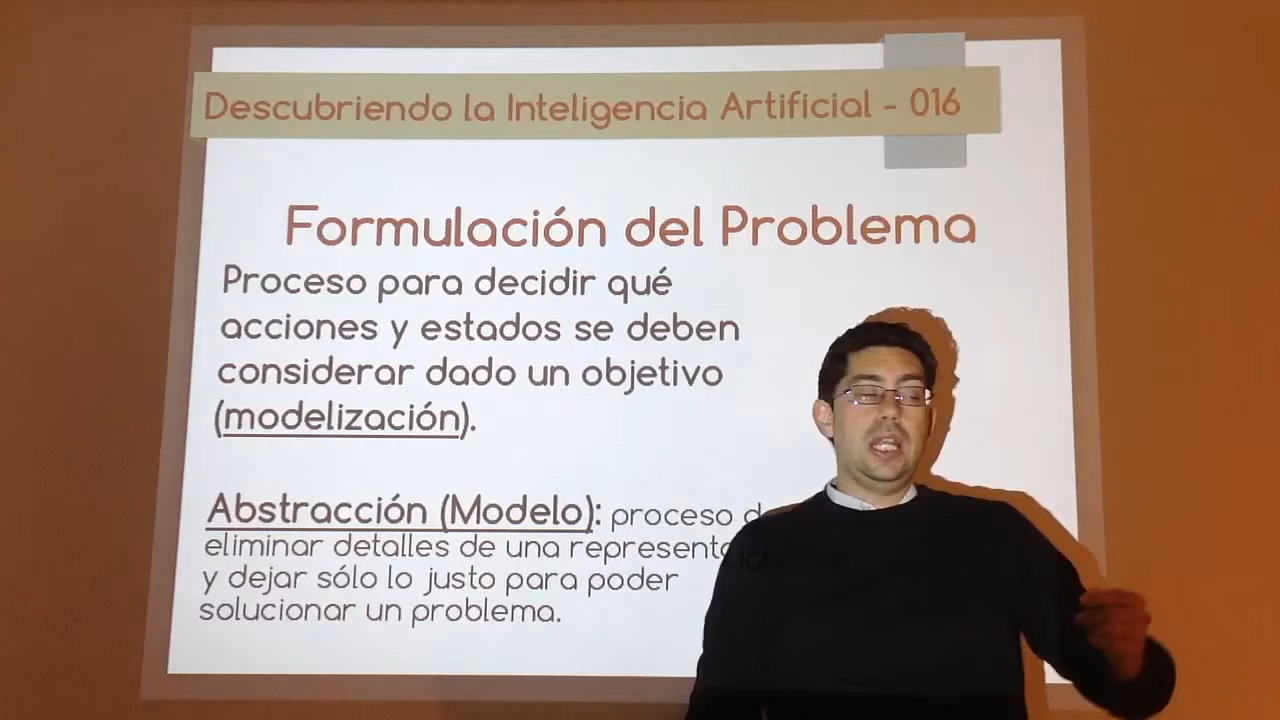 Descubriendo la Inteligencia Artificial - 016
Formulación del Problema
Proceso para decidir qué
acciones y estados se deben
considerar dado un objetivo
(modelización).
Abstracción (Modelo): proceso
eliminar detalles de una representación
y dejar sólo lo justo para poder
solucionar un problema.